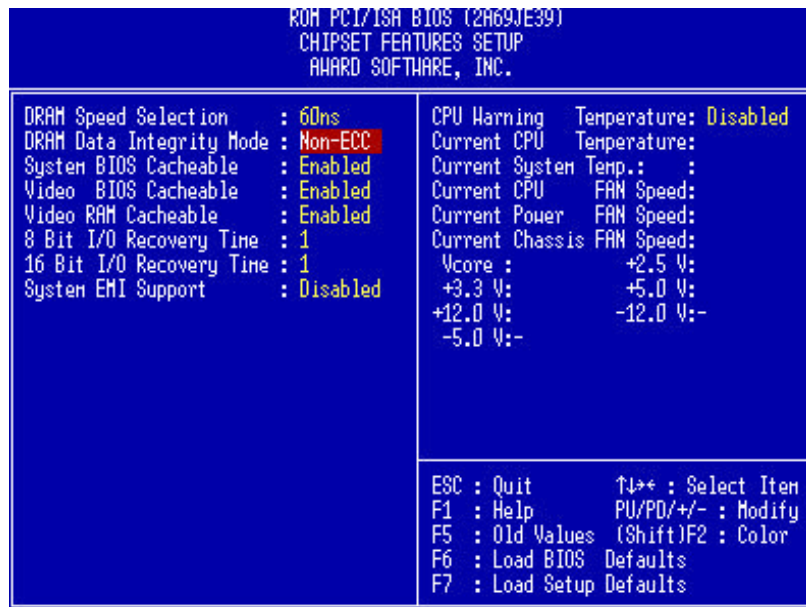 ROM PCI/ISA BIOS (2A69JE39)
CHIPSET FEATURES SETUP
AWARD SOFTWARE, INC.
DRAM Speed Selection : 60ns
DRAM Data Integrity Mode : Non-ECC
System BIOS Cacheable : Enabled
Video BIOS Cacheable : Enabled
Video RAM Cacheable : Enabled
8 Bit I/O Recovery Time : 1
16 Bit I/O Recovery Time : 1
System EMI Support : Disabled
CPU Warning Temperature: Disabled
Current CPU Temperature:
Current System Temp.: :
Current CPU FAN Speed:
Current Power FAN Speed:
Current Chassis FAN Speed:
Vcore : +2.5 V:
+3.3 V: +5.0 V:
+12.0 V: -12.0 V:-
-5.0 V:-
ESC : Quit ↑↓→← : Select Item
F1 : Help PU/PD/+/- : Modify
F5 : Old Values (Shift)F2 : Color
F6 : Load BIOS Defaults
F7 : Load Setup Defaults